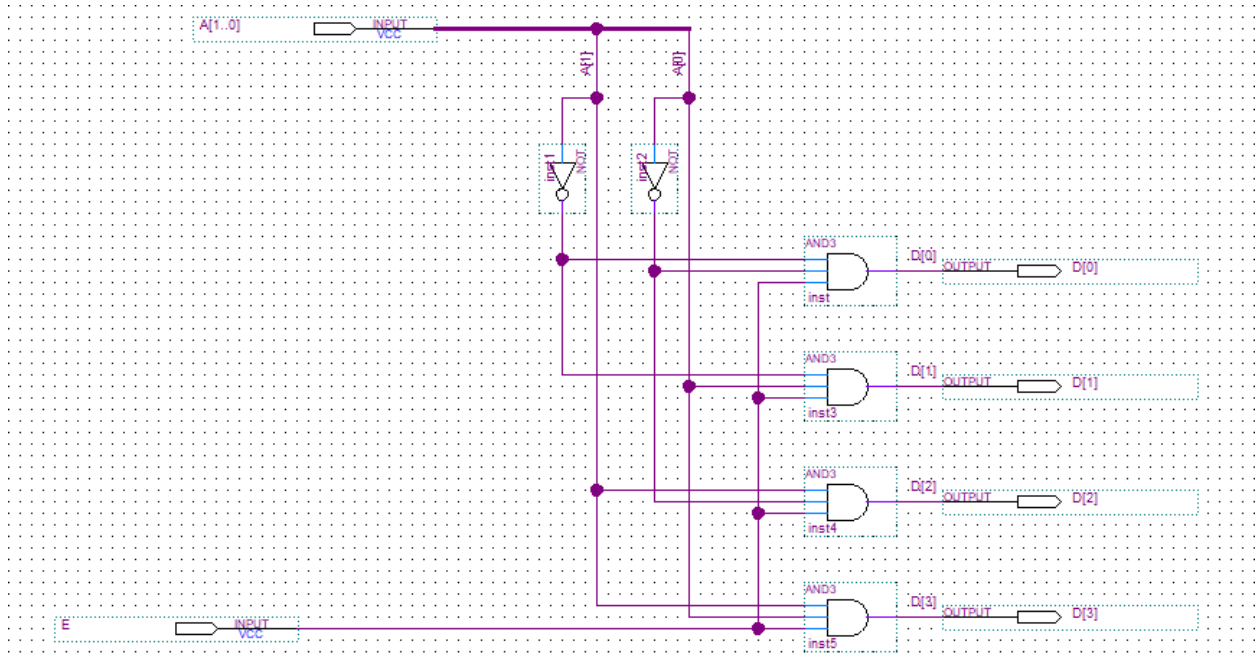 A[1..0]
INPUT
VCC
A[1]
A[0]
inst1
NOT
inst2
NOT
AND3
inst
D[0]
OUTPUT
D[0]
AND3
inst3
D[1]
OUTPUT
D[1]
AND3
inst4
D[2]
OUTPUT
D[2]
AND3
inst5
D[3]
OUTPUT
D[3]
E
INPUT
VCC